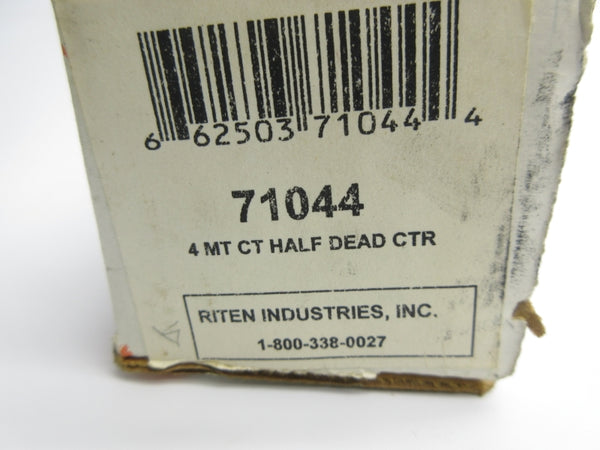 6 62503 71044 4
71044
4 MT CT HALF DEAD CTR
RITEN INDUSTRIES, INC.
1-800-338-0027